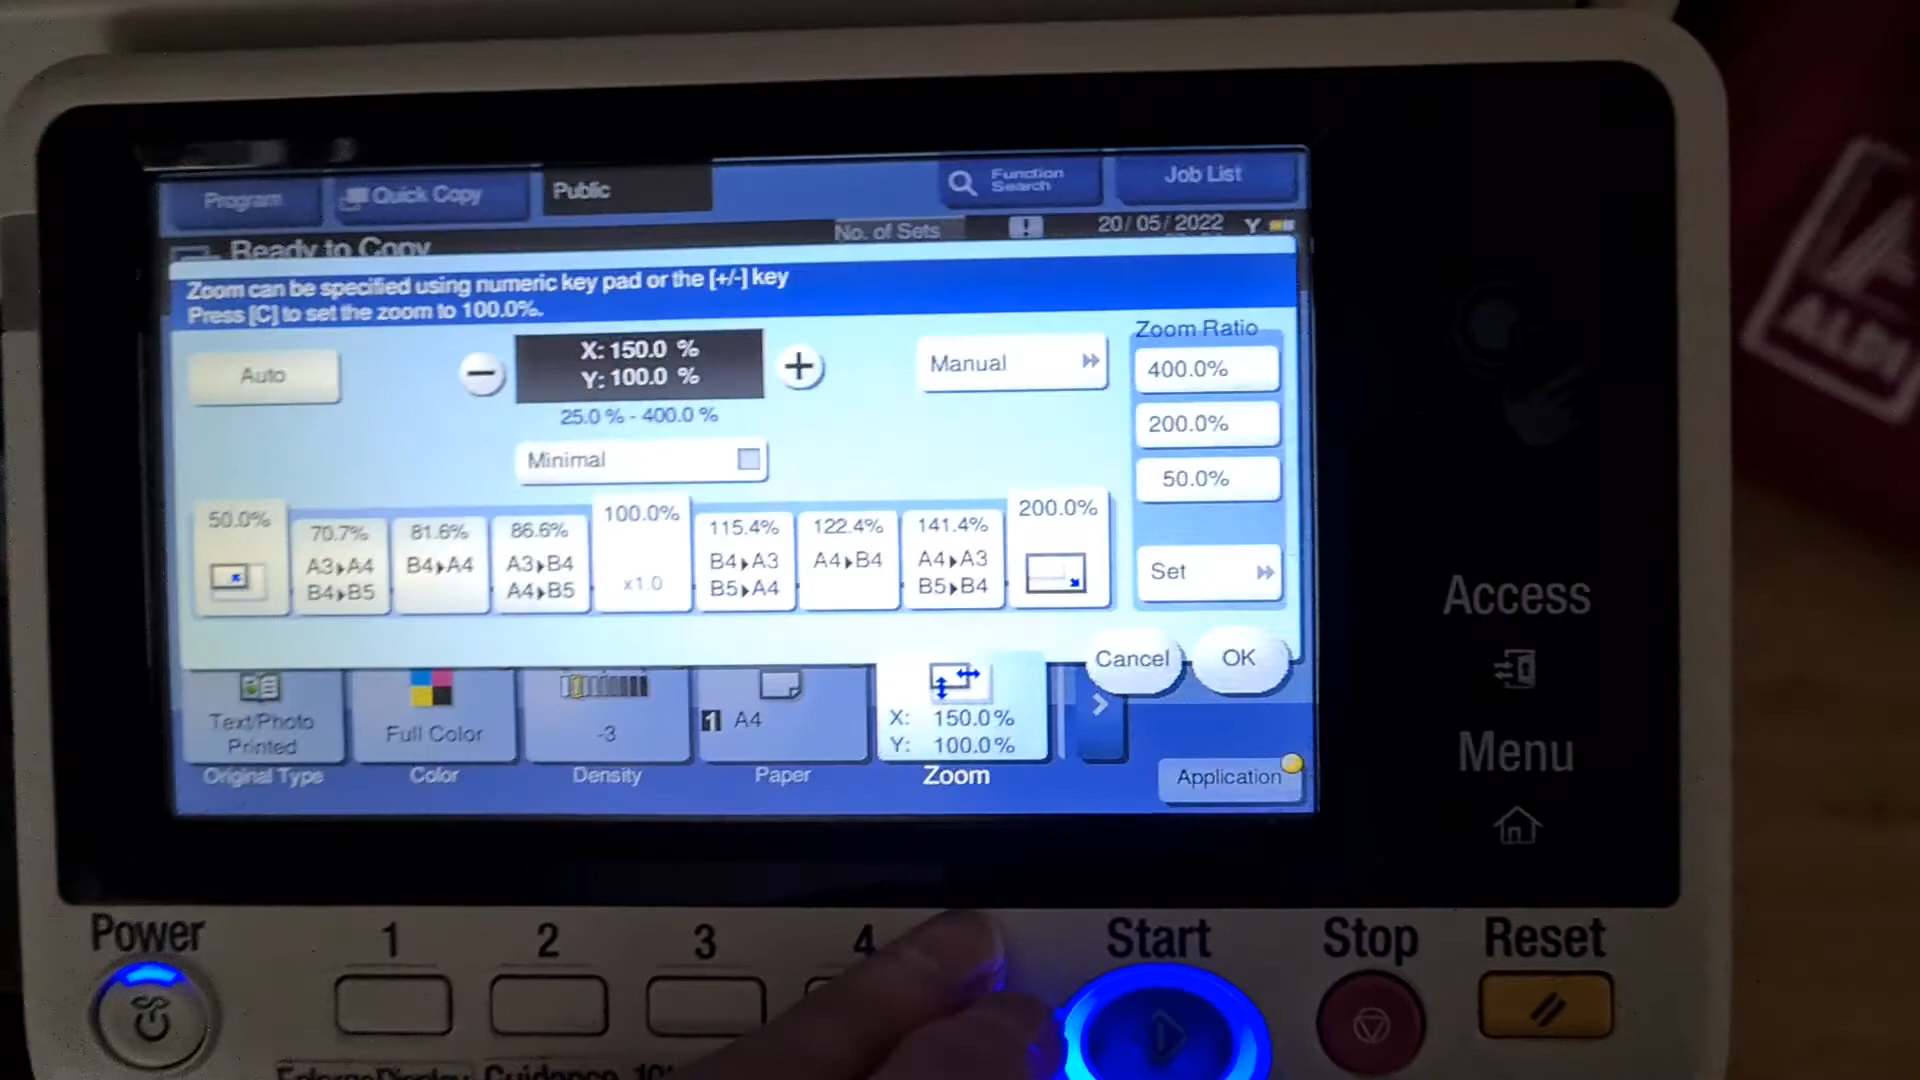 Program
Quick Copy
Public
Function
Search
Job List
Ready to Copy
No. of Sets
!
20/05/2022
Y
Zoom can be specified using numeric key pad or the [+/-] key
Press [C] to set the zoom to 100.0%.
Auto
−
X: 150.0 %
Y: 100.0 %
+
25.0 % - 400.0 %
Manual
Zoom Ratio
400.0%
200.0%
50.0%
Minimal
50.0%
70.7%
A3▸A4
B4▸B5
81.6%
B4▸A4
86.6%
A3▸B4
A4▸B5
100.0%
x1.0
115.4%
B4▸A3
B5▸A4
122.4%
A4▸B4
141.4%
A4▸A3
B5▸B4
200.0%
Set
Cancel
OK
Text/Photo
Printed
Original Type
Full Color
Color
-3
Density
1 A4
Paper
X: 150.0%
Y: 100.0%
Zoom
Application
Access
Menu
ALDI
Power
1
2
3
4
Start
Stop
Reset
EnlargeDisplay
Guidance